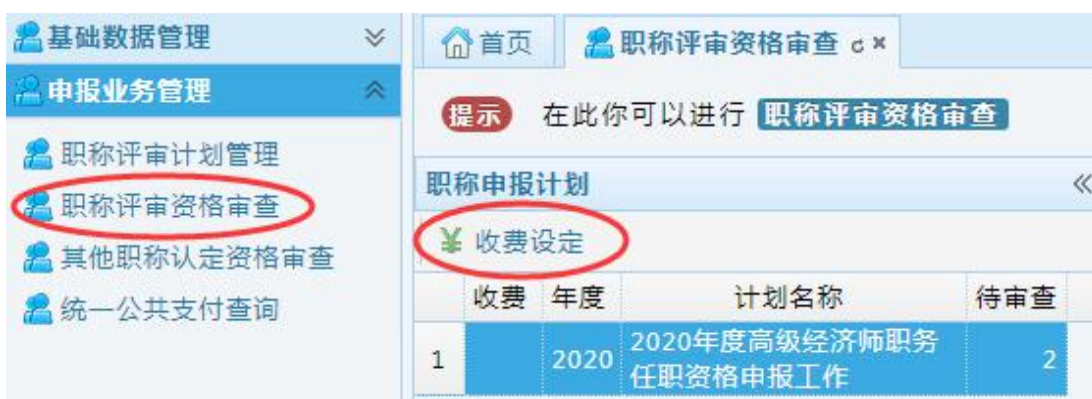 基础数据管理
申报业务管理
职称评审计划管理
职称评审资格审查
其他职称认定资格审查
统一公共支付查询
首页 职称评审资格审查
提示 在此你可以进行 职称评审资格审查
职称申报计划
¥ 收费设定
收费 年度 计划名称 待审查
1 2020 2020年度高级经济师职务 2
任职资格申报工作